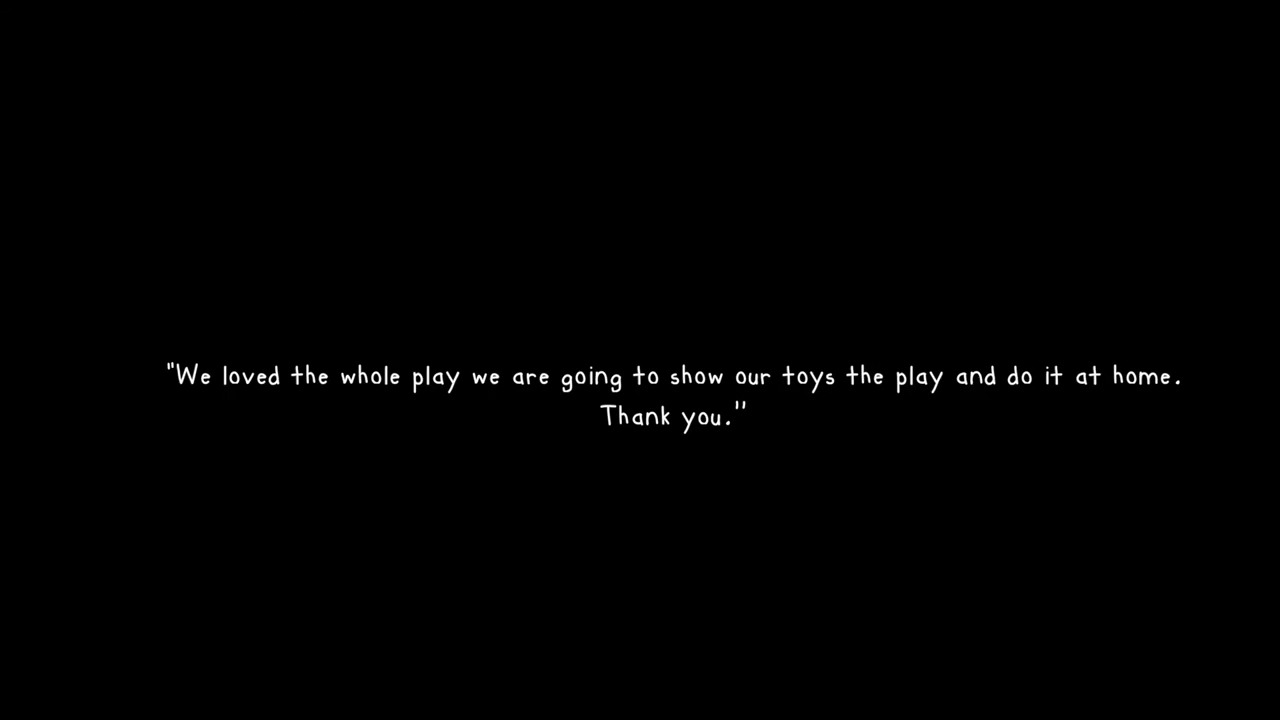 "We loved the whole play we are going to show our toys the play and do it at home.
Thank you."